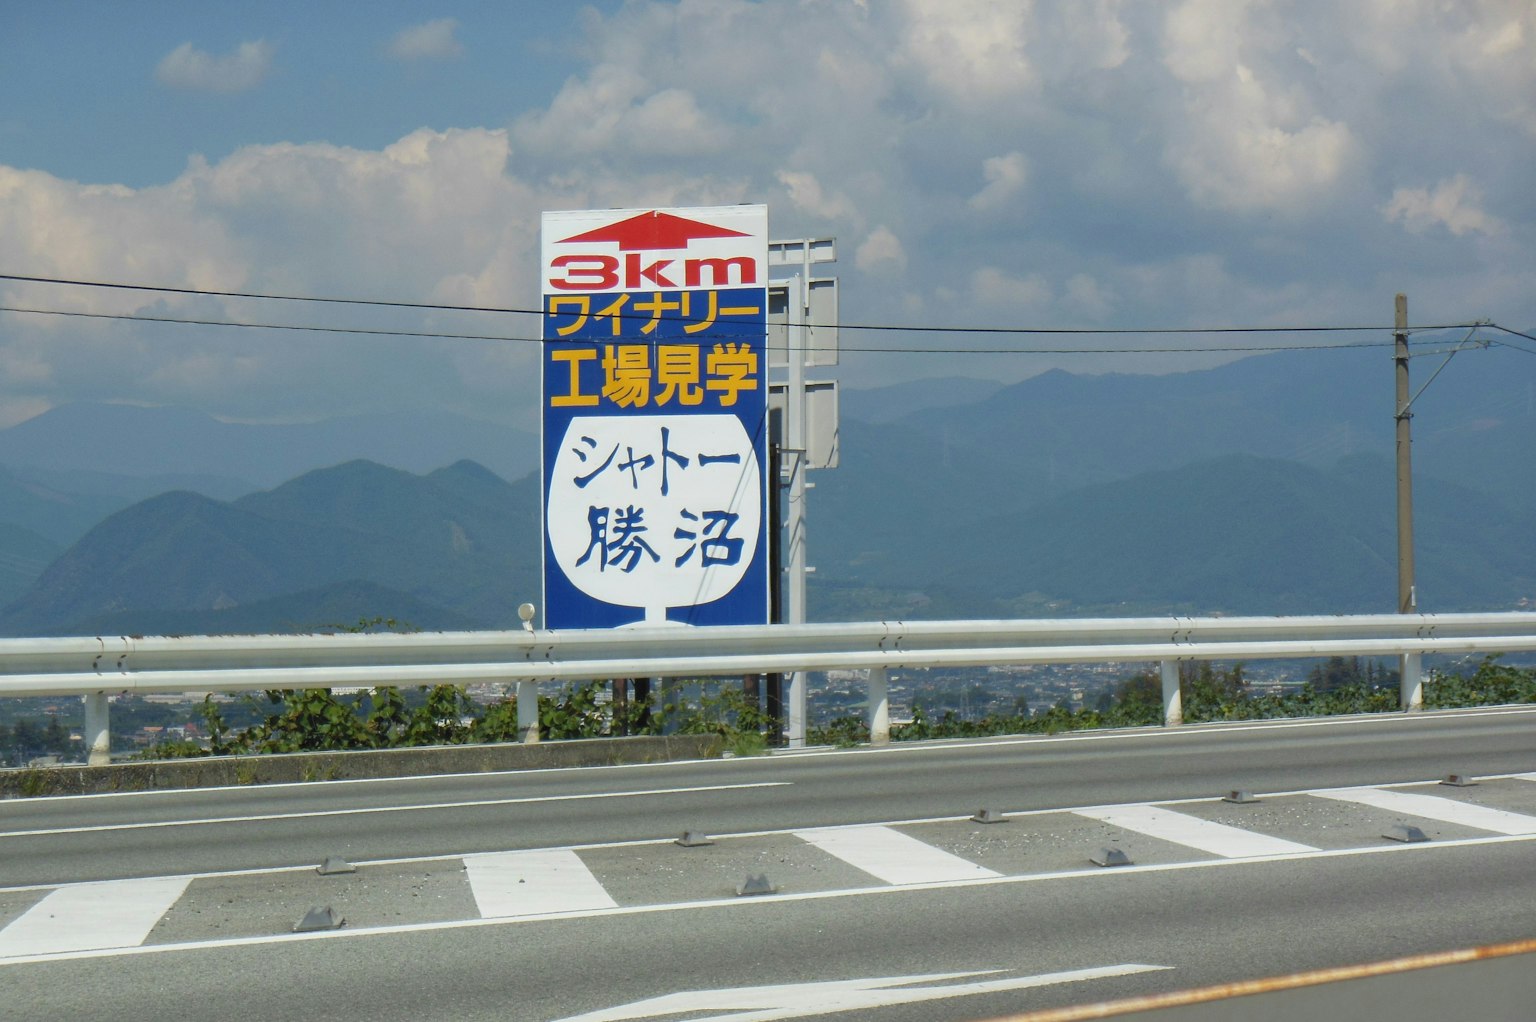 3km
ワイナリー
工場見学
シャトー
勝沼